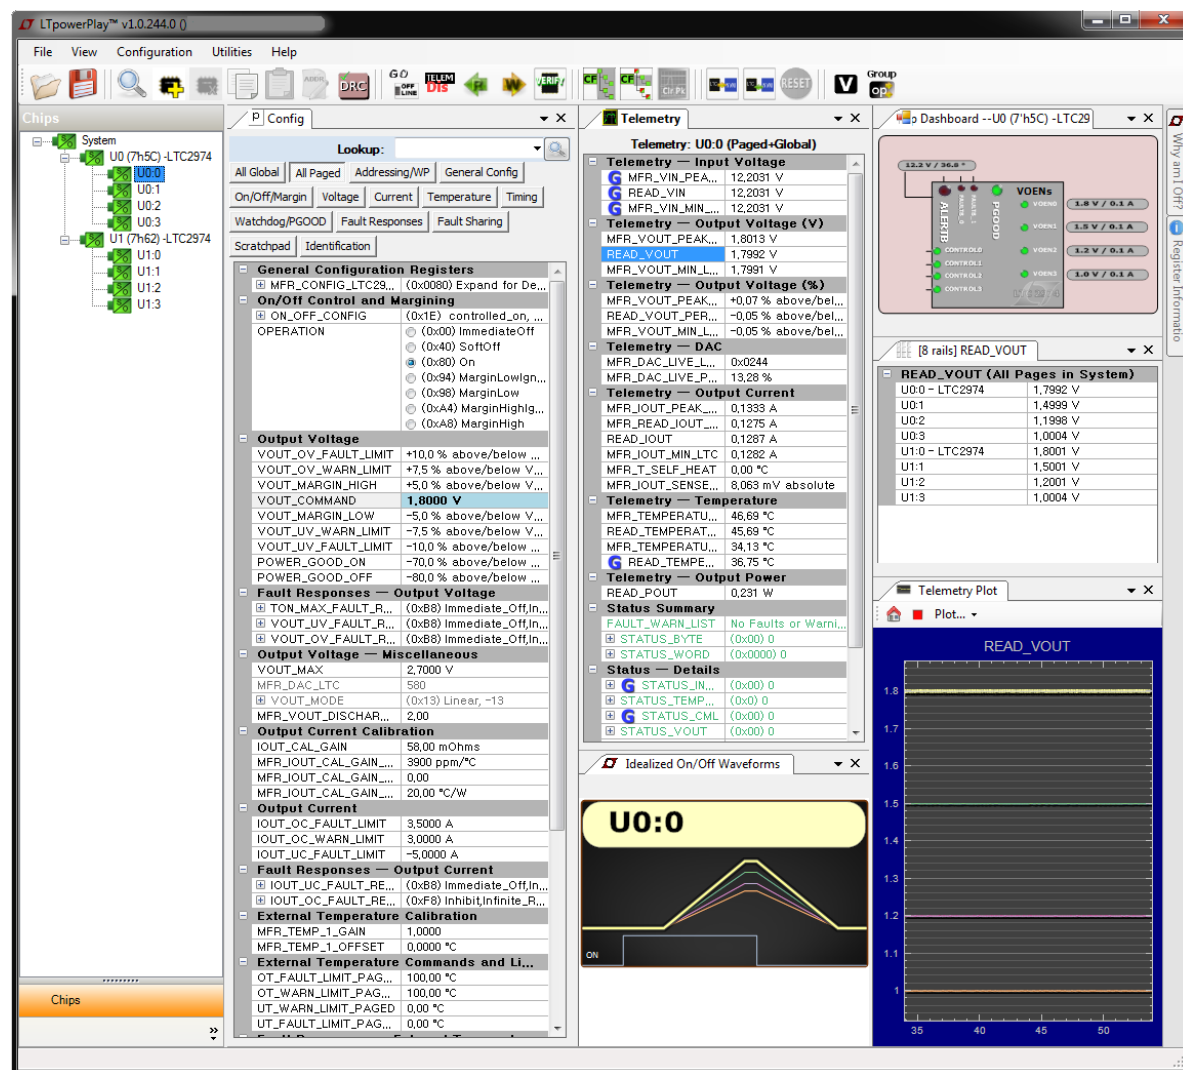 LTpowerPlay™ v1.0.244.0 ()
File View Configuration Utilities Help
GO OFF LINE
TELEM DIS
DRC
R
W
VERIF!
CF
CF
Clr Pk
RESET
V
Group op
Chips
System
U0 (7'h5C) -LTC2974
U0:0
U0:1
U0:2
U0:3
U1 (7h62) -LTC2974
U1:0
U1:1
U1:2
U1:3
Chips
Config
Lookup:
All Global All Paged Addressing/WP General Config
On/Off/Margin Voltage Current Temperature Timing
Watchdog/PGOOD Fault Responses Fault Sharing
Scratchpad Identification
General Configuration Registers
MFR_CONFIG_LTC29... (0x0080) Expand for De...
On/Off Control and Margining
ON_OFF_CONFIG (0x1E) controlled_on, ...
OPERATION (0x00) ImmediateOff
(0x40) SoftOff
(0x80) On
(0x94) MarginLowIgn...
(0x98) MarginLow
(0xA4) MarginHighIg...
(0xA8) MarginHigh
Output Voltage
VOUT_OV_FAULT_LIMIT +10,0 % above/below ...
VOUT_OV_WARN_LIMIT +7,5 % above/below V...
VOUT_MARGIN_HIGH +5,0 % above/below V...
VOUT_COMMAND 1,8000 V
VOUT_MARGIN_LOW -5,0 % above/below V...
VOUT_UV_WARN_LIMIT -7,5 % above/below V...
VOUT_UV_FAULT_LIMIT -10,0 % above/below ...
POWER_GOOD_ON -70,0 % above/below ...
POWER_GOOD_OFF -80,0 % above/below ...
Fault Responses — Output Voltage
TON_MAX_FAULT_R... (0xB8) Immediate_Off,In...
VOUT_UV_FAULT_R... (0xB8) Immediate_Off,In...
VOUT_OV_FAULT_R... (0xB8) Immediate_Off,In...
Output Voltage — Miscellaneous
VOUT_MAX 2,7000 V
MFR_DAC_LTC 580
VOUT_MODE (0x13) Linear, -13
MFR_VOUT_DISCHAR... 2,00
Output Current Calibration
IOUT_CAL_GAIN 58,00 mOhms
MFR_IOUT_CAL_GAIN_... 3900 ppm/°C
MFR_IOUT_CAL_GAIN_... 0,00
MFR_IOUT_CAL_GAIN_... 20,00 °C/W
Output Current
IOUT_OC_FAULT_LIMIT 3,5000 A
IOUT_OC_WARN_LIMIT 3,0000 A
IOUT_UC_FAULT_LIMIT -5,0000 A
Fault Responses — Output Current
IOUT_UC_FAULT_RE... (0xB8) Immediate_Off,In...
IOUT_OC_FAULT_RE... (0xF8) Inhibit,Infinite_R...
External Temperature Calibration
MFR_TEMP_1_GAIN 1,0000
MFR_TEMP_1_OFFSET 0,0000 °C
External Temperature Commands and Li...
OT_FAULT_LIMIT_PAG... 100,00 °C
OT_WARN_LIMIT_PAG... 100,00 °C
UT_WARN_LIMIT_PAGED 0,00 °C
UT_FAULT_LIMIT_PAG... 0,00 °C
Telemetry
Telemetry: U0:0 (Paged+Global)
Telemetry — Input Voltage
G MFR_VIN_PEA... 12,2031 V
G READ_VIN 12,2031 V
G MFR_VIN_MIN_... 12,2031 V
Telemetry — Output Voltage (V)
MFR_VOUT_PEAK_... 1,8013 V
READ_VOUT 1,7992 V
MFR_VOUT_MIN_L... 1,7991 V
Telemetry — Output Voltage (%)
MFR_VOUT_PEAK... +0,07 % above/bel...
READ_VOUT_PER... -0,05 % above/bel...
MFR_VOUT_MIN_L... -0,05 % above/bel...
Telemetry — DAC
MFR_DAC_LIVE_L... 0x0244
MFR_DAC_LIVE_P... 13,28 %
Telemetry — Output Current
MFR_IOUT_PEAK_... 0,1333 A
MFR_READ_IOUT_... 0,1275 A
READ_IOUT 0,1287 A
MFR_IOUT_MIN_LTC 0,1282 A
MFR_T_SELF_HEAT 0,00 °C
MFR_IOUT_SENSE... 8,063 mV absolute
Telemetry — Temperature
MFR_TEMPERATU... 46,69 °C
READ_TEMPERAT... 45,69 °C
MFR_TEMPERATU... 34,13 °C
G READ_TEMPE... 36,75 °C
Telemetry — Output Power
READ_POUT 0,231 W
Status Summary
FAULT_WARN_LIST No Faults or Warni...
STATUS_BYTE (0x00) 0
STATUS_WORD (0x0000) 0
Status — Details
G STATUS_IN... (0x00) 0
STATUS_TEMP... (0x0) 0
G STATUS_CML (0x00) 0
STATUS_VOUT (0x00) 0
Idealized On/Off Waveforms
U0:0
ON
p Dashboard --U0 (7'h5C) -LTC29
12.2 V / 36.8 °
VOENs
ALERTB
PGOOD
VOEN0 1.8 V / 0.1 A
VOEN1 1.5 V / 0.1 A
CONTROL0 VOEN2 1.2 V / 0.1 A
CONTROL1
CONTROL2 VOEN3 1.0 V / 0.1 A
CONTROL3
[8 rails] READ_VOUT
READ_VOUT (All Pages in System)
U0:0 - LTC2974 1,7992 V
U0:1 1,4999 V
U0:2 1,1998 V
U0:3 1,0004 V
U1:0 - LTC2974 1,8001 V
U1:1 1,5001 V
U1:2 1,2001 V
U1:3 1,0004 V
Telemetry Plot
Plot...
READ_VOUT
1.8
1.7
1.6
1.5
1.4
1.3
1.2
1.1
1
35 40 45 50
Why am I Off?
Register Informatio